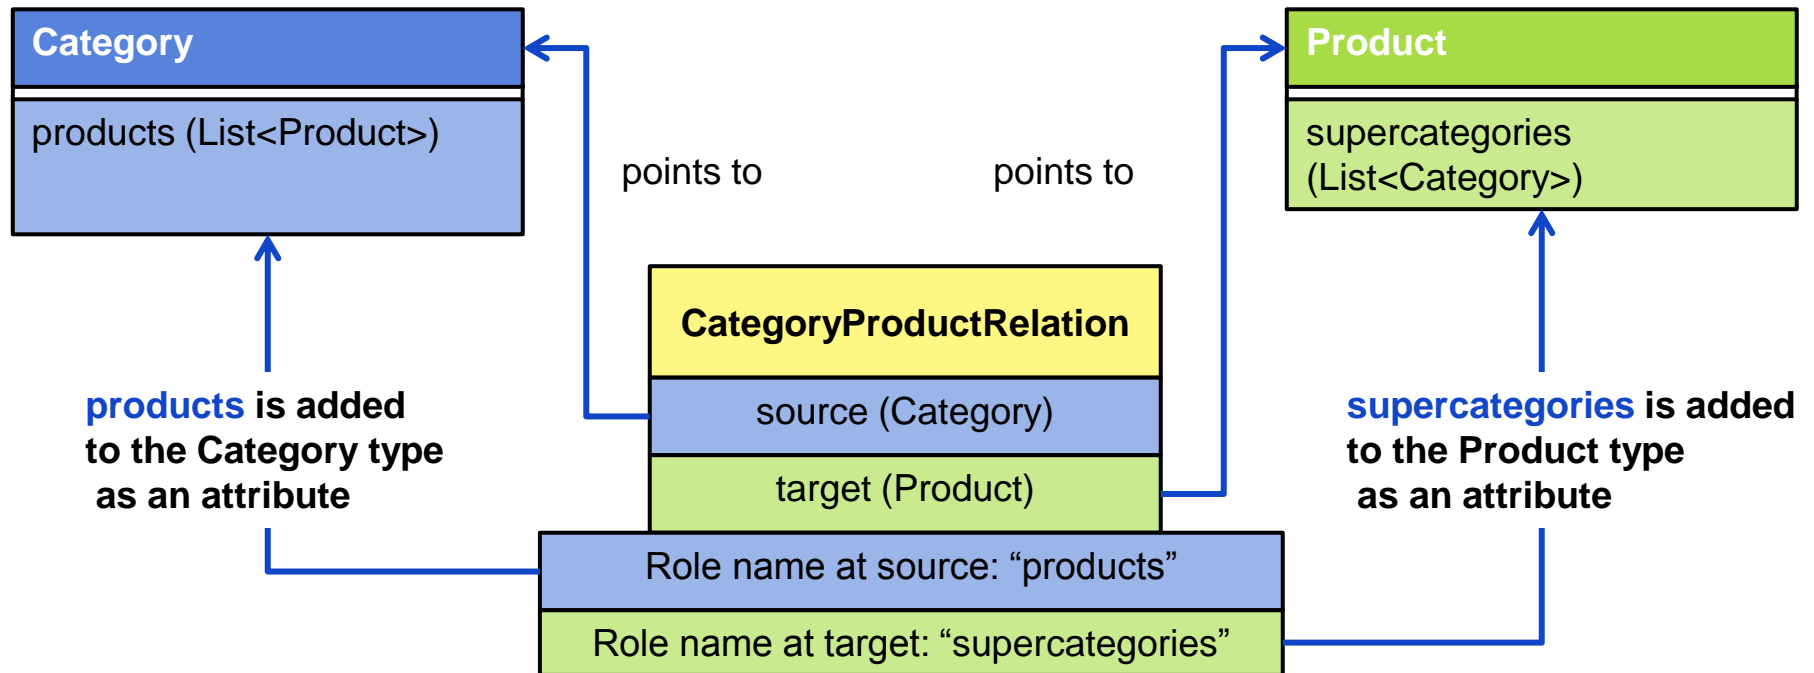 Category
Product
products (List<Product>)
supercategories
(List<Category>)
points to
points to
CategoryProductRelation
source (Category)
target (Product)
products is added
to the Category type
as an attribute
supercategories is added
to the Product type
as an attribute
Role name at source: “products”
Role name at target: “supercategories”